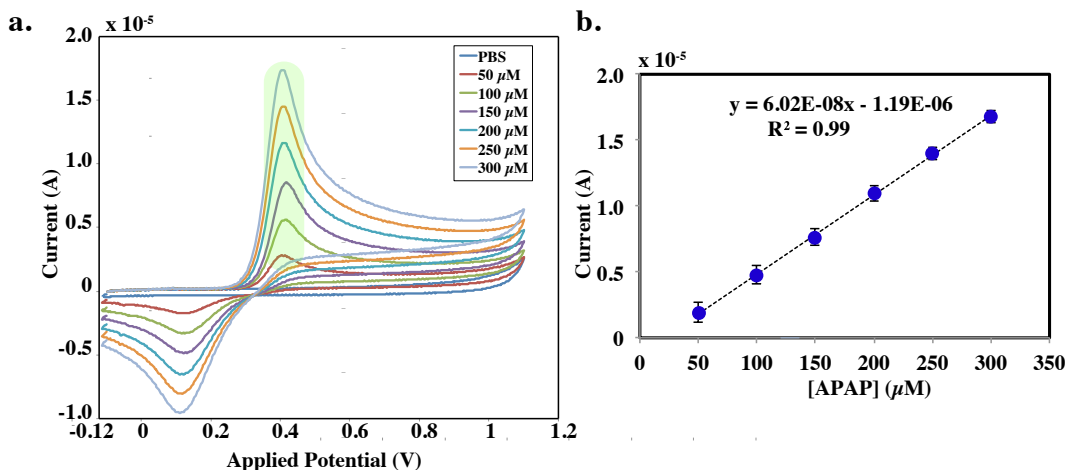 a.
x 10-5
2.0
1.5
1.0
0.5
0
-0.5
-1.0
-0.12 0 0.2 0.4 0.6 0.8 1 1.2
Current (A)
Applied Potential (V)
PBS
50 µM
100 µM
150 µM
200 µM
250 µM
300 µM
b.
x 10-5
2.0
1.5
1.0
0.5
0
0 50 100 150 200 250 300 350
Current (A)
[APAP] (µM)
y = 6.02E-08x - 1.19E-06
R² = 0.99